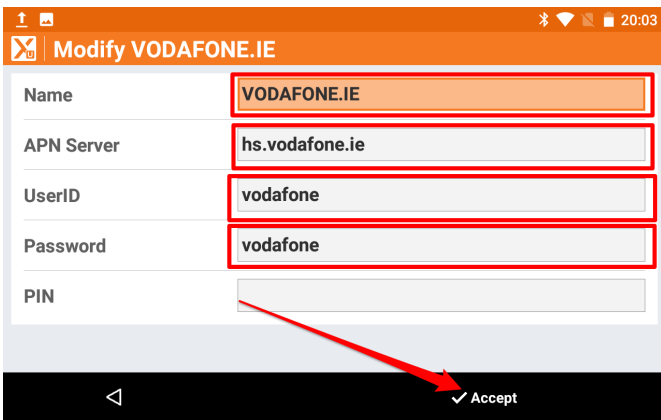 20:03
Xu Modify VODAFONE.IE
Name VODAFONE.IE
APN Server hs.vodafone.ie
UserID vodafone
Password vodafone
PIN
Accept